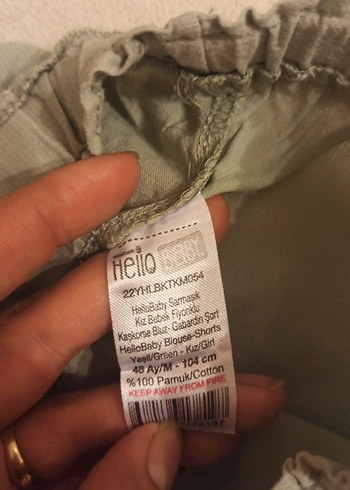 Hello BABY
22YHLBKTKM054
HelloBaby Sarmaşık
Kız Bebek Fiyonklu
Kaşkorse Bluz- Gabardin Şort
HelloBaby Blouse-Shorts
Yeşil/Green - Kız/Girl
48 Ay/M - 104 cm
%100 Pamuk/Cotton
KEEP AWAY FROM FIRE